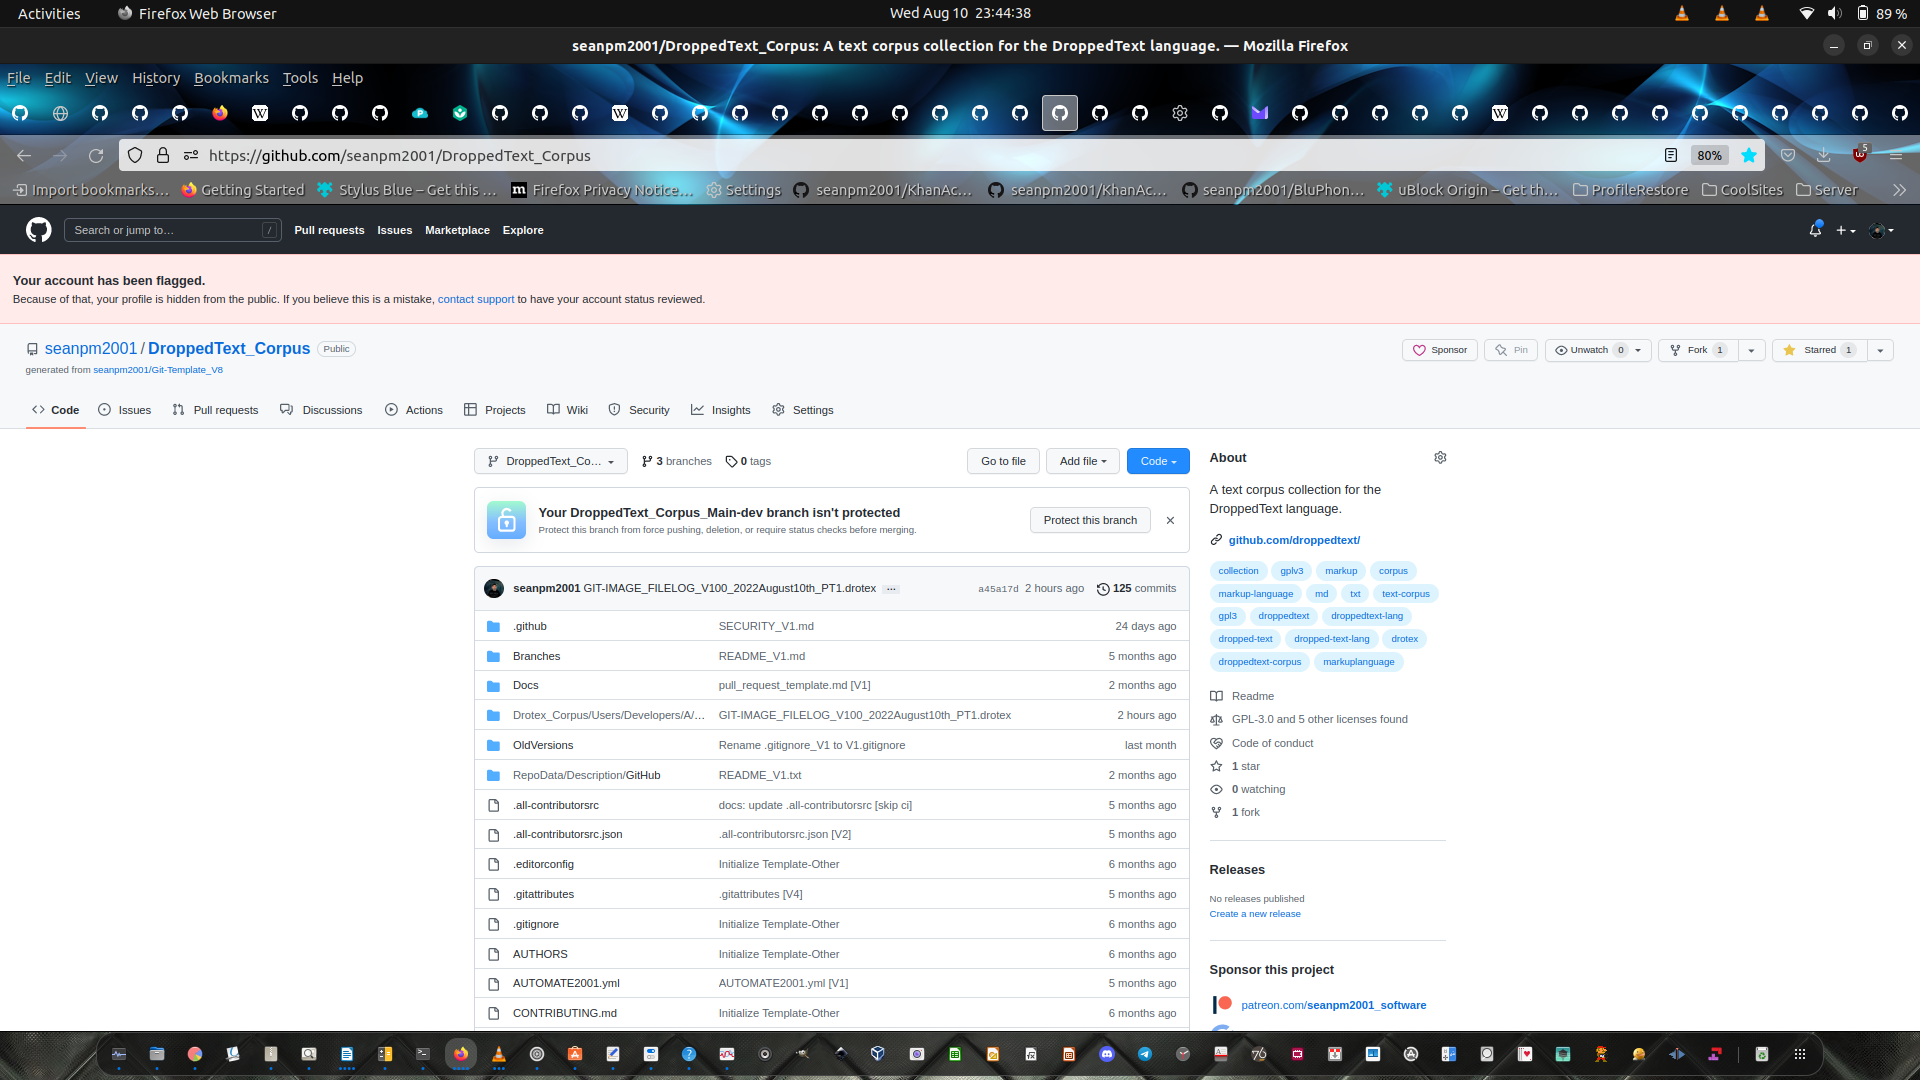 Activities Firefox Web Browser Wed Aug 10 23:44:38 89 %
seanpm2001/DroppedText_Corpus: A text corpus collection for the DroppedText language. — Mozilla Firefox
File Edit View History Bookmarks Tools Help
https://github.com/seanpm2001/DroppedText_Corpus 80% 5
Import bookmarks… Getting Started Stylus Blue – Get this … Firefox Privacy Notice… Settings seanpm2001/KhanAc… seanpm2001/KhanAc… seanpm2001/BluPhon… uBlock Origin – Get th… ProfileRestore CoolSites Server
Search or jump to… / Pull requests Issues Marketplace Explore
Your account has been flagged.
Because of that, your profile is hidden from the public. If you believe this is a mistake, contact support to have your account status reviewed.
seanpm2001 / DroppedText_Corpus Public Sponsor Pin Unwatch 0 Fork 1 Starred 1
generated from seanpm2001/Git-Template_V8
Code Issues Pull requests Discussions Actions Projects Wiki Security Insights Settings
DroppedText_Co… 3 branches 0 tags Go to file Add file Code
Your DroppedText_Corpus_Main-dev branch isn't protected
Protect this branch from force pushing, deletion, or require status checks before merging.
Protect this branch
seanpm2001 GIT-IMAGE_FILELOG_V100_2022August10th_PT1.drotex … a45a17d 2 hours ago 125 commits
.github SECURITY_V1.md 24 days ago
Branches README_V1.md 5 months ago
Docs pull_request_template.md [V1] 2 months ago
Drotex_Corpus/Users/Developers/A/… GIT-IMAGE_FILELOG_V100_2022August10th_PT1.drotex 2 hours ago
OldVersions Rename .gitignore_V1 to V1.gitignore last month
RepoData/Description/GitHub README_V1.txt 2 months ago
.all-contributorsrc docs: update .all-contributorsrc [skip ci] 5 months ago
.all-contributorsrc.json .all-contributorsrc.json [V2] 5 months ago
.editorconfig Initialize Template-Other 6 months ago
.gitattributes .gitattributes [V4] 5 months ago
.gitignore Initialize Template-Other 6 months ago
AUTHORS Initialize Template-Other 6 months ago
AUTOMATE2001.yml AUTOMATE2001.yml [V1] 5 months ago
CONTRIBUTING.md Initialize Template-Other 6 months ago
About
A text corpus collection for the
DroppedText language.
github.com/droppedtext/
collection gplv3 markup corpus
markup-language md txt text-corpus
gpl3 droppedtext droppedtext-lang
dropped-text dropped-text-lang drotex
droppedtext-corpus markuplanguage
Readme
GPL-3.0 and 5 other licenses found
Code of conduct
1 star
0 watching
1 fork
Releases
No releases published
Create a new release
Sponsor this project
patreon.com/seanpm2001_software